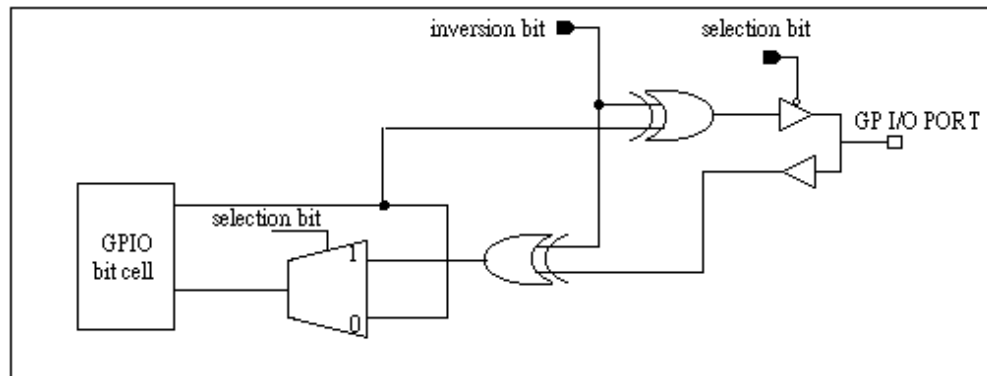 inversion bit
selection bit
GP I/O PORT
selection bit
GPIO
bit cell
1
0